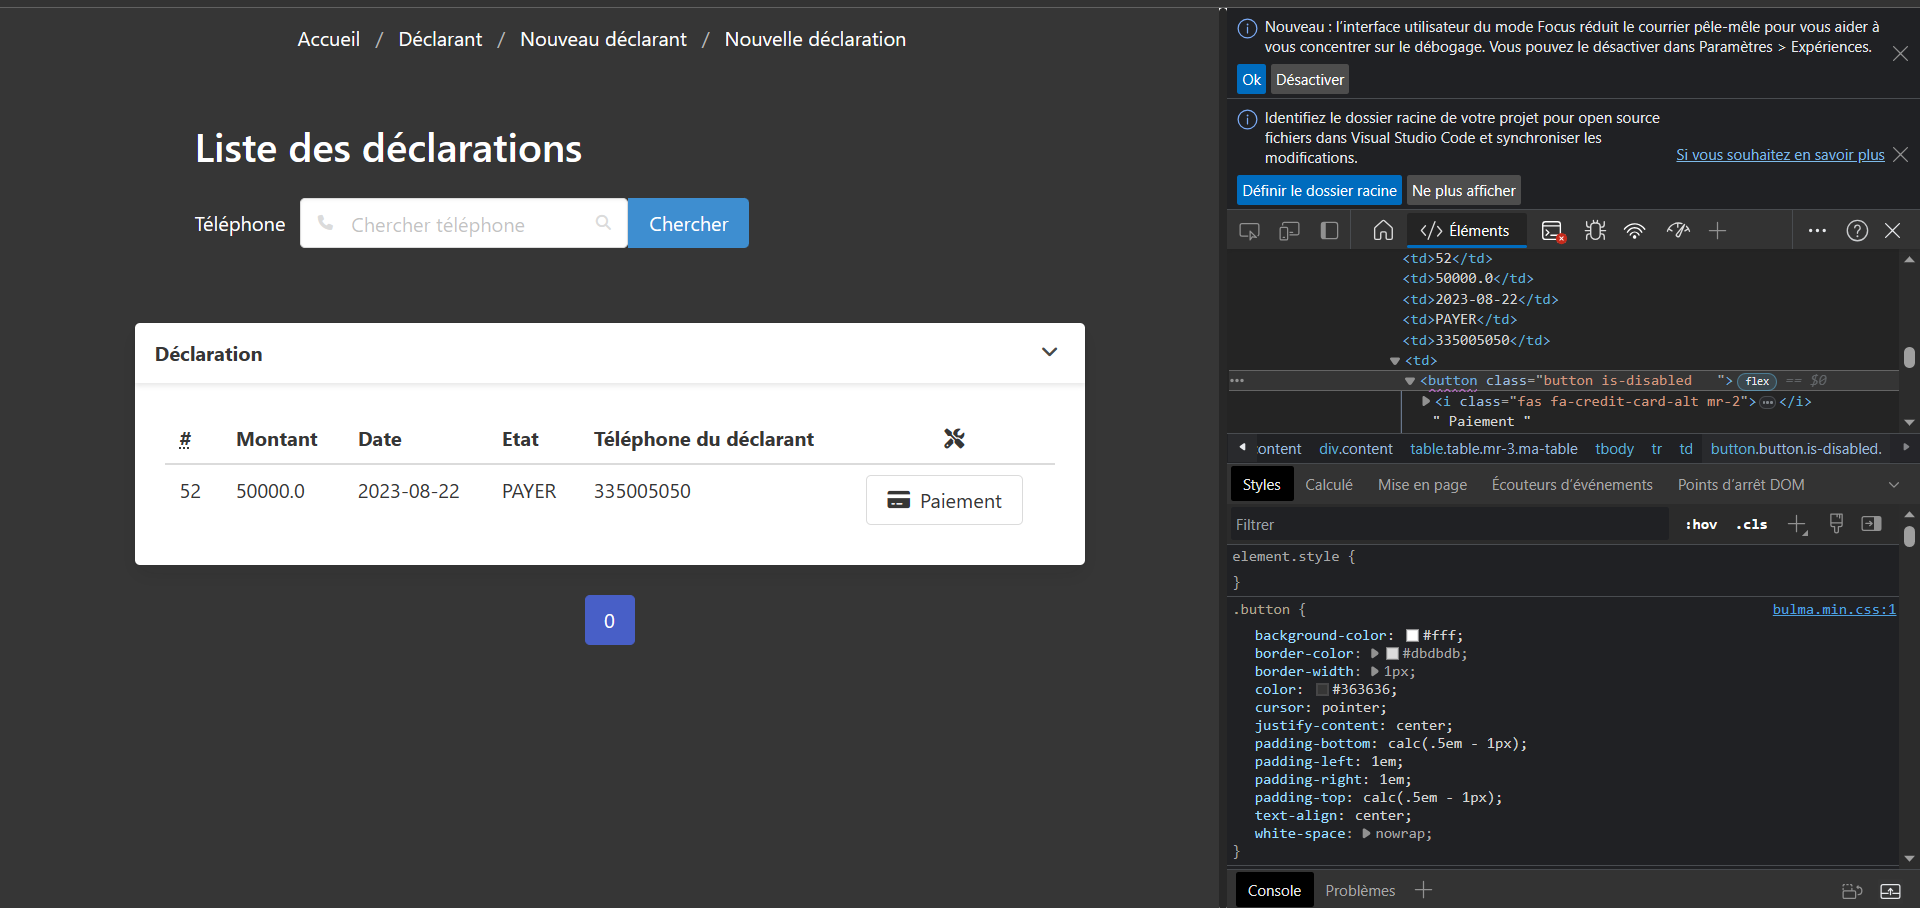 Accueil / Déclarant / Nouveau déclarant / Nouvelle déclaration
Liste des déclarations
Téléphone Chercher téléphone Chercher
Déclaration
# Montant Date Etat Téléphone du déclarant
52 50000.0 2023-08-22 PAYER 335005050 Paiement
0
Nouveau : l’interface utilisateur du mode Focus réduit le courrier pêle-mêle pour vous aider à
vous concentrer sur le débogage. Vous pouvez le désactiver dans Paramètres > Expériences.
Ok Désactiver
Identifiez le dossier racine de votre projet pour open source
fichiers dans Visual Studio Code et synchroniser les
modifications.
Si vous souhaitez en savoir plus
Définir le dossier racine Ne plus afficher
</> Éléments
<td>52</td>
<td>50000.0</td>
<td>2023-08-22</td>
<td>PAYER</td>
<td>335005050</td>
<td>
<button class="button is-disabled   "> flex == $0
<i class="fas fa-credit-card-alt mr-2">…</i>
" Paiement "
ontent div.content table.table.mr-3.ma-table tbody tr td button.button.is-disabled.
Styles Calculé Mise en page Écouteurs d’événements Points d’arrêt DOM
Filtrer :hov .cls
element.style {
}
.button { bulma.min.css:1
background-color: #fff;
border-color: #dbdbdb;
border-width: 1px;
color: #363636;
cursor: pointer;
justify-content: center;
padding-bottom: calc(.5em - 1px);
padding-left: 1em;
padding-right: 1em;
padding-top: calc(.5em - 1px);
text-align: center;
white-space: nowrap;
}
Console Problèmes